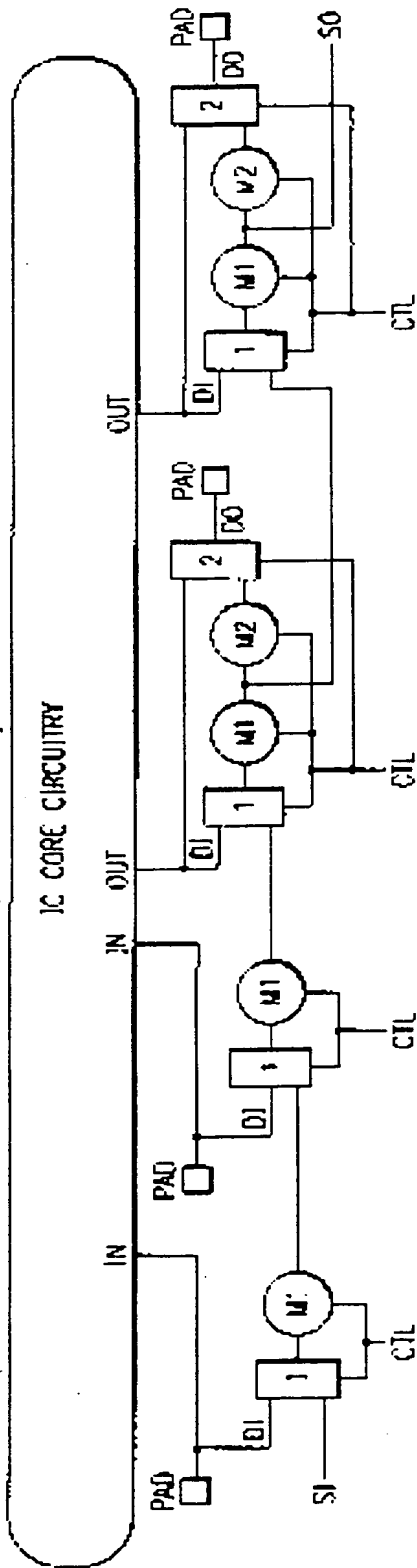 IC CORE CIRCUITRY
IN
IN
OUT
OUT
PAD
DI
SI
1
M1
CTL
PAD
DI
1
M1
CTL
DI
1
M1
M2
2
DO
PAD
CTL
DI
1
M1
M2
2
DO
PAD
SO
CTL